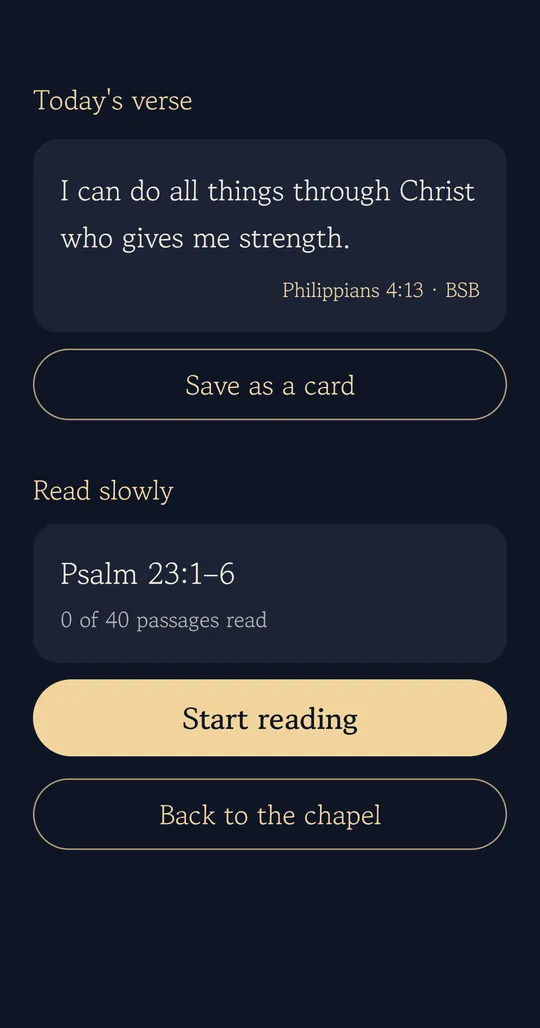 Today's verse
I can do all things through Christ
who gives me strength.
Philippians 4:13 · BSB
Save as a card
Read slowly
Psalm 23:1–6
0 of 40 passages read
Start reading
Back to the chapel